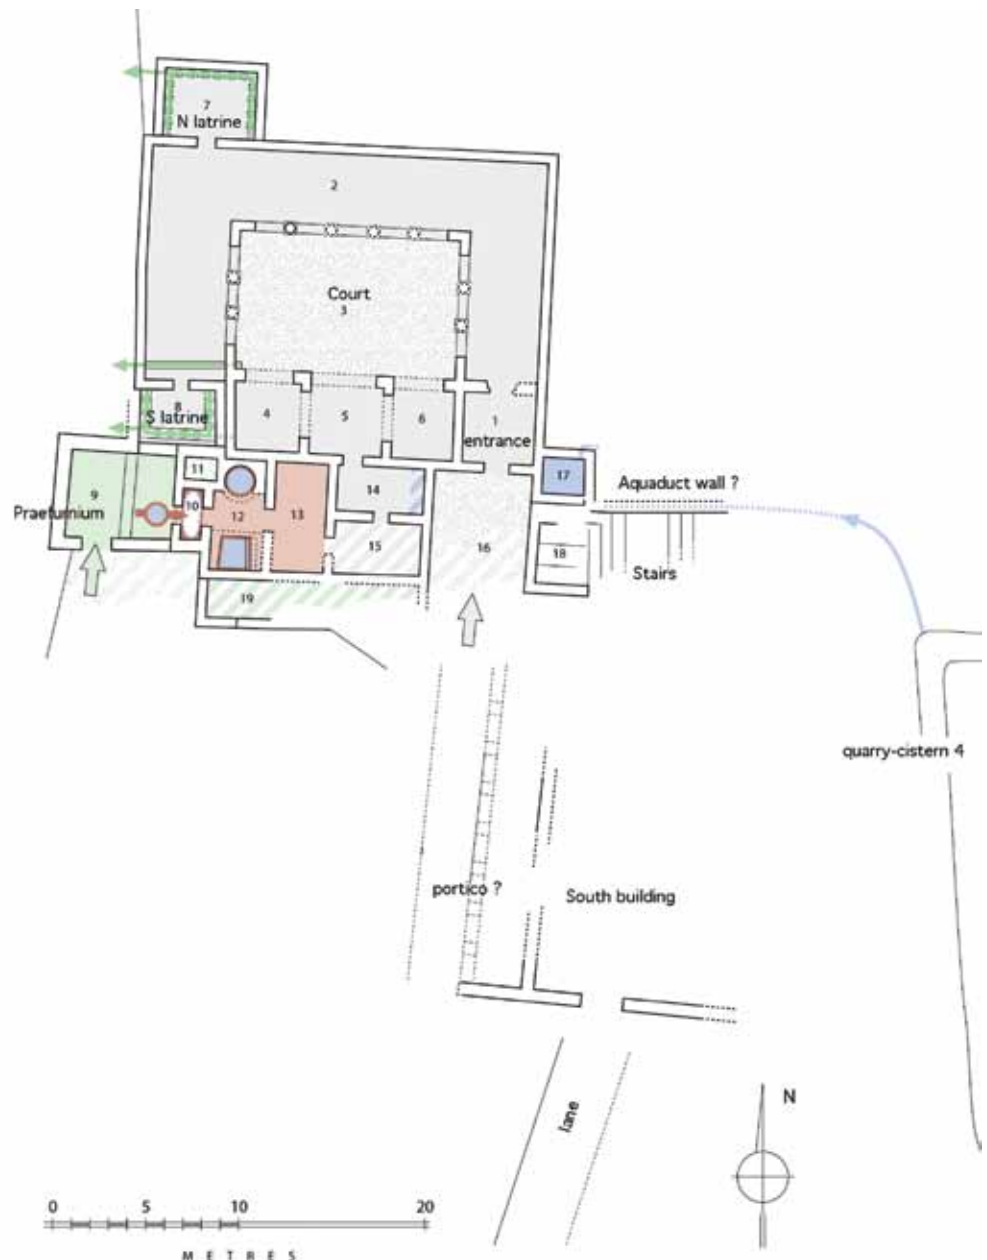 7
N latrine
2
Court
3
8
S latrine
4
5
6
1
entrance
9
Praefurnium
11
10
12
13
14
15
16
17
18
19
Aquaduct wall ?
Stairs
quarry-cistern 4
portico ?
South building
lane
N
0 5 10 20
METRES